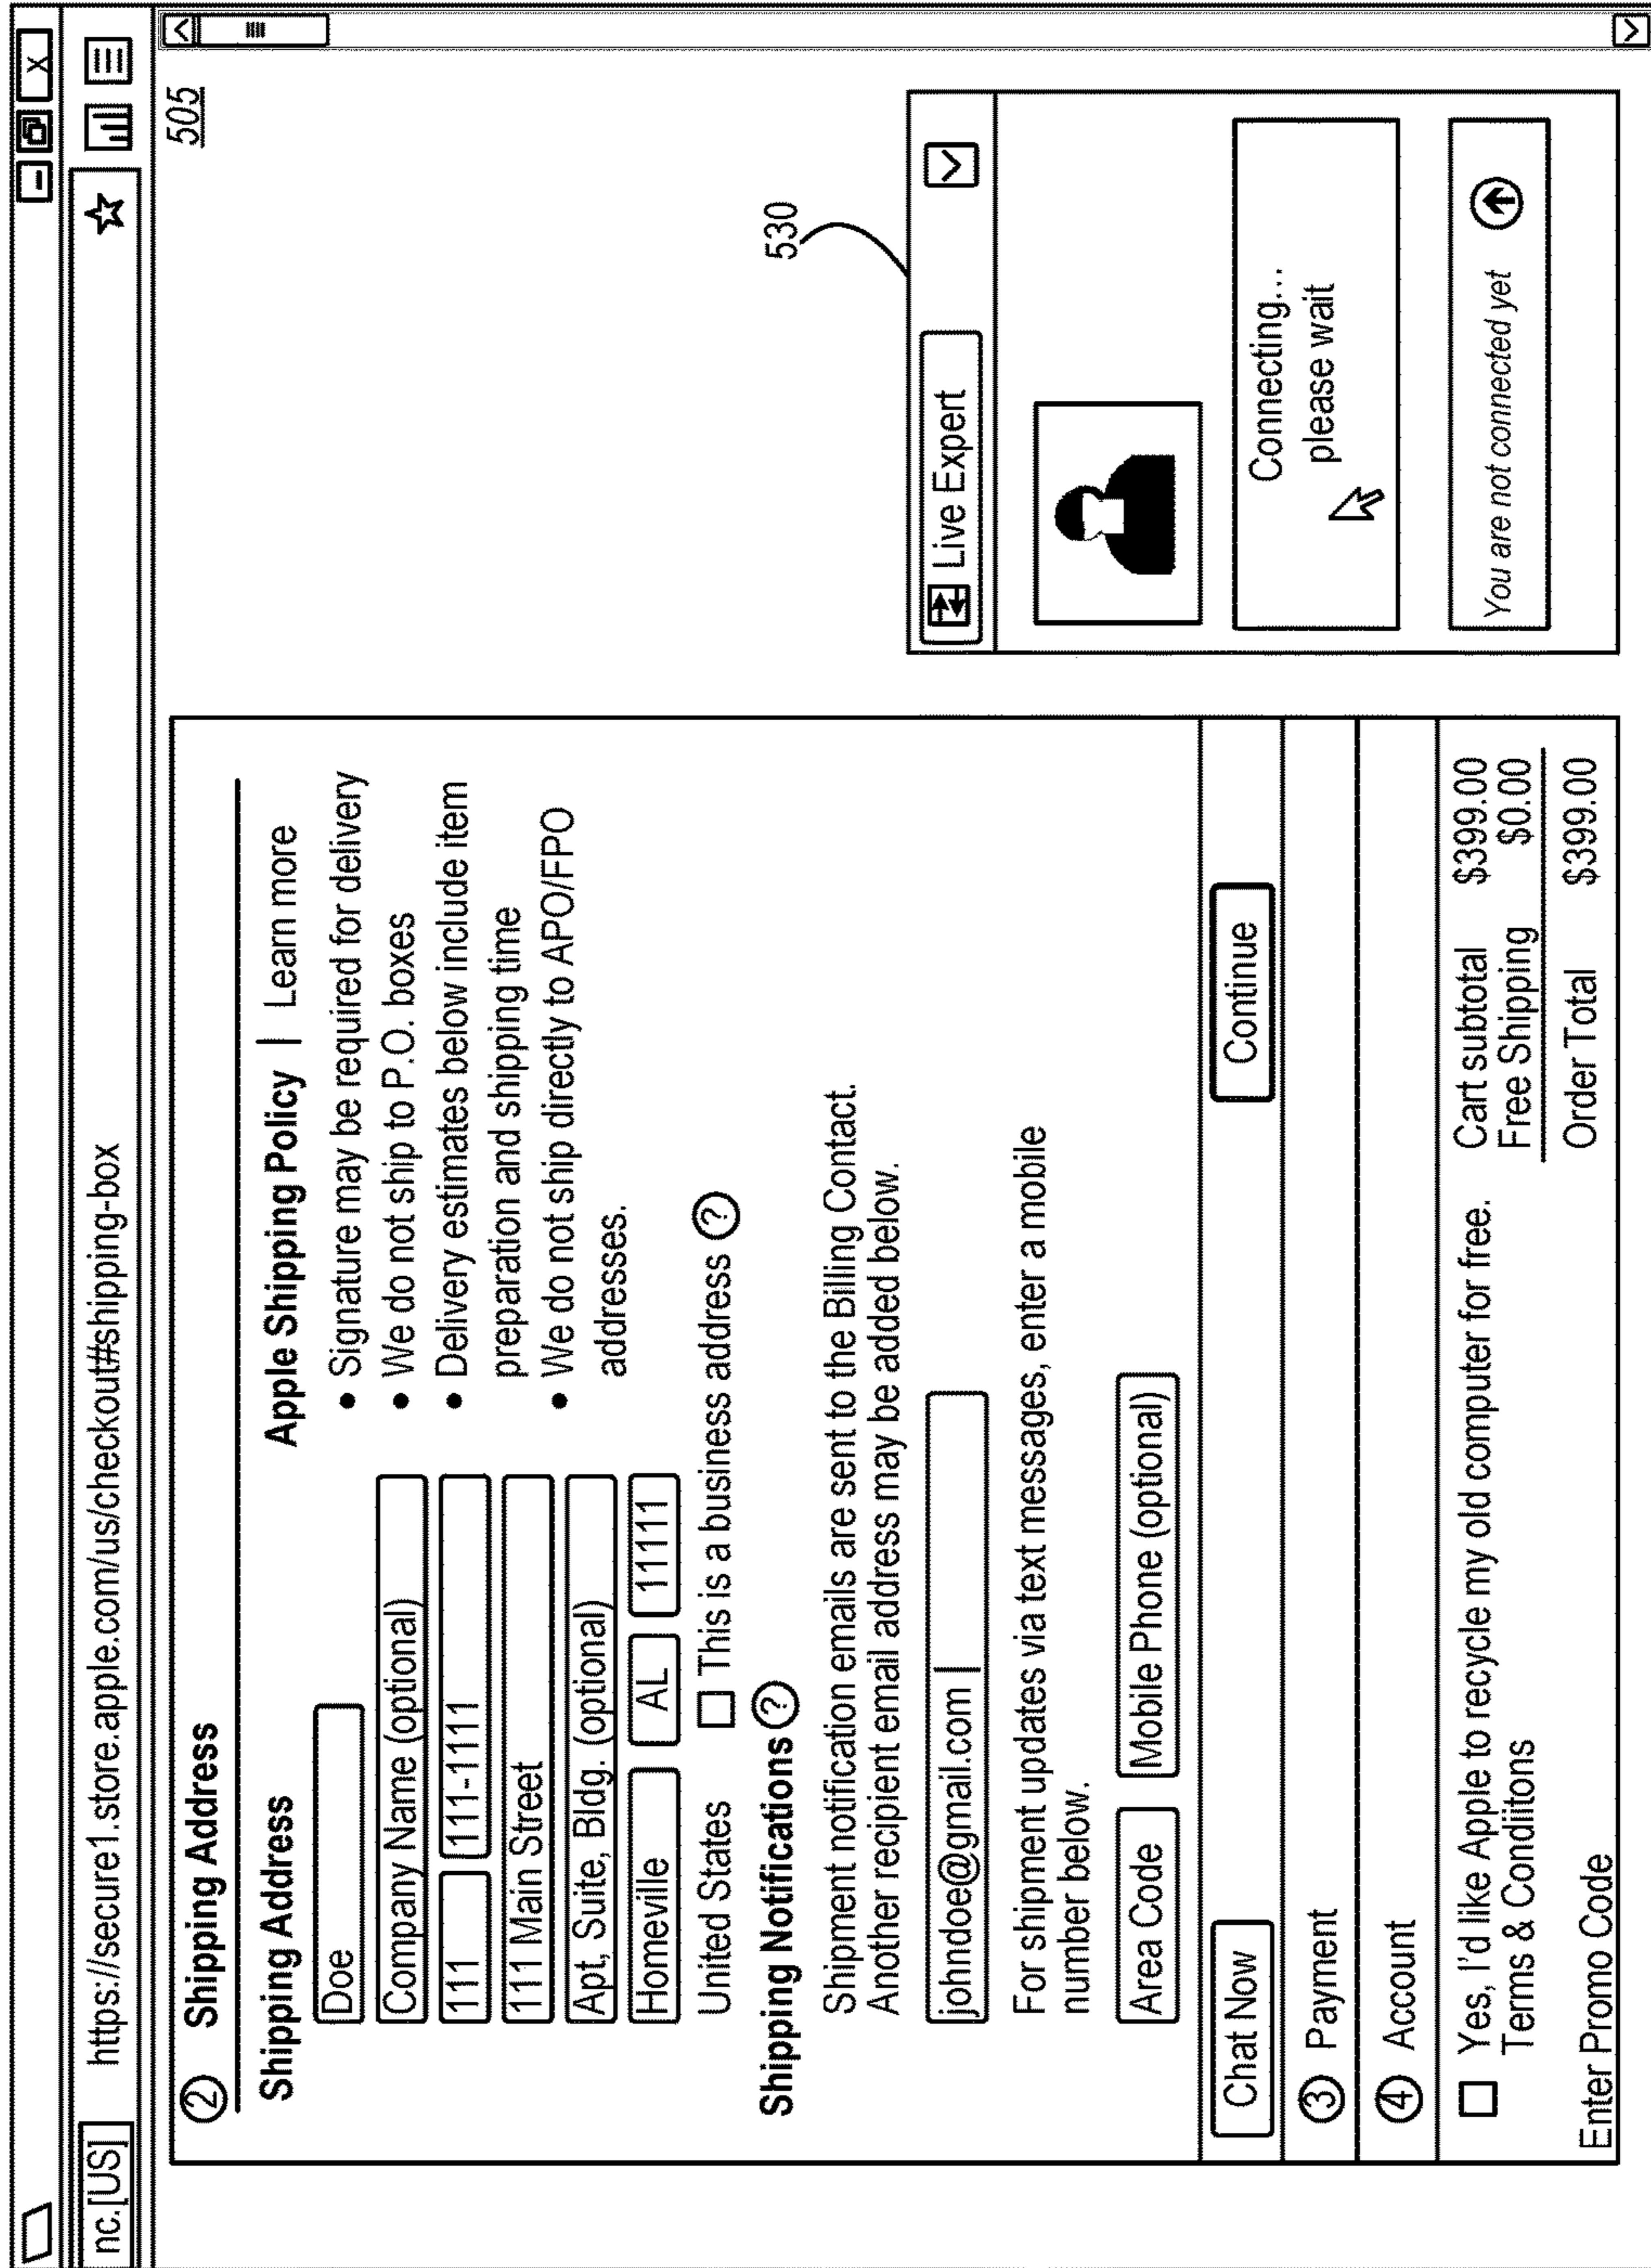 X
nc.[US] https://secure1.store.apple.com/us/checkout#shipping-box
505
2 Shipping Address
Shipping Address
Doe
Company Name (optional)
111 111-1111
111 Main Street
Apt, Suite, Bldg. (optional)
Homeville AL 11111
United States This is a business address ?
Apple Shipping Policy | Learn more
• Signature may be required for delivery
• We do not ship to P.O. boxes
• Delivery estimates below include item
preparation and shipping time
• We do not ship directly to APO/FPO
addresses.
Shipping Notifications ?
Shipment notification emails are sent to the Billing Contact.
Another recipient email address may be added below.
johndoe@gmail.com |
For shipment updates via text messages, enter a mobile
number below.
Area Code Mobile Phone (optional)
Chat Now Continue
3 Payment
4 Account
Yes, I'd like Apple to recycle my old computer for free.
Terms & Condiitons
Enter Promo Code
Cart subtotal $399.00
Free Shipping $0.00
Order Total $399.00
530
Live Expert
Connecting...
please wait
You are not connected yet